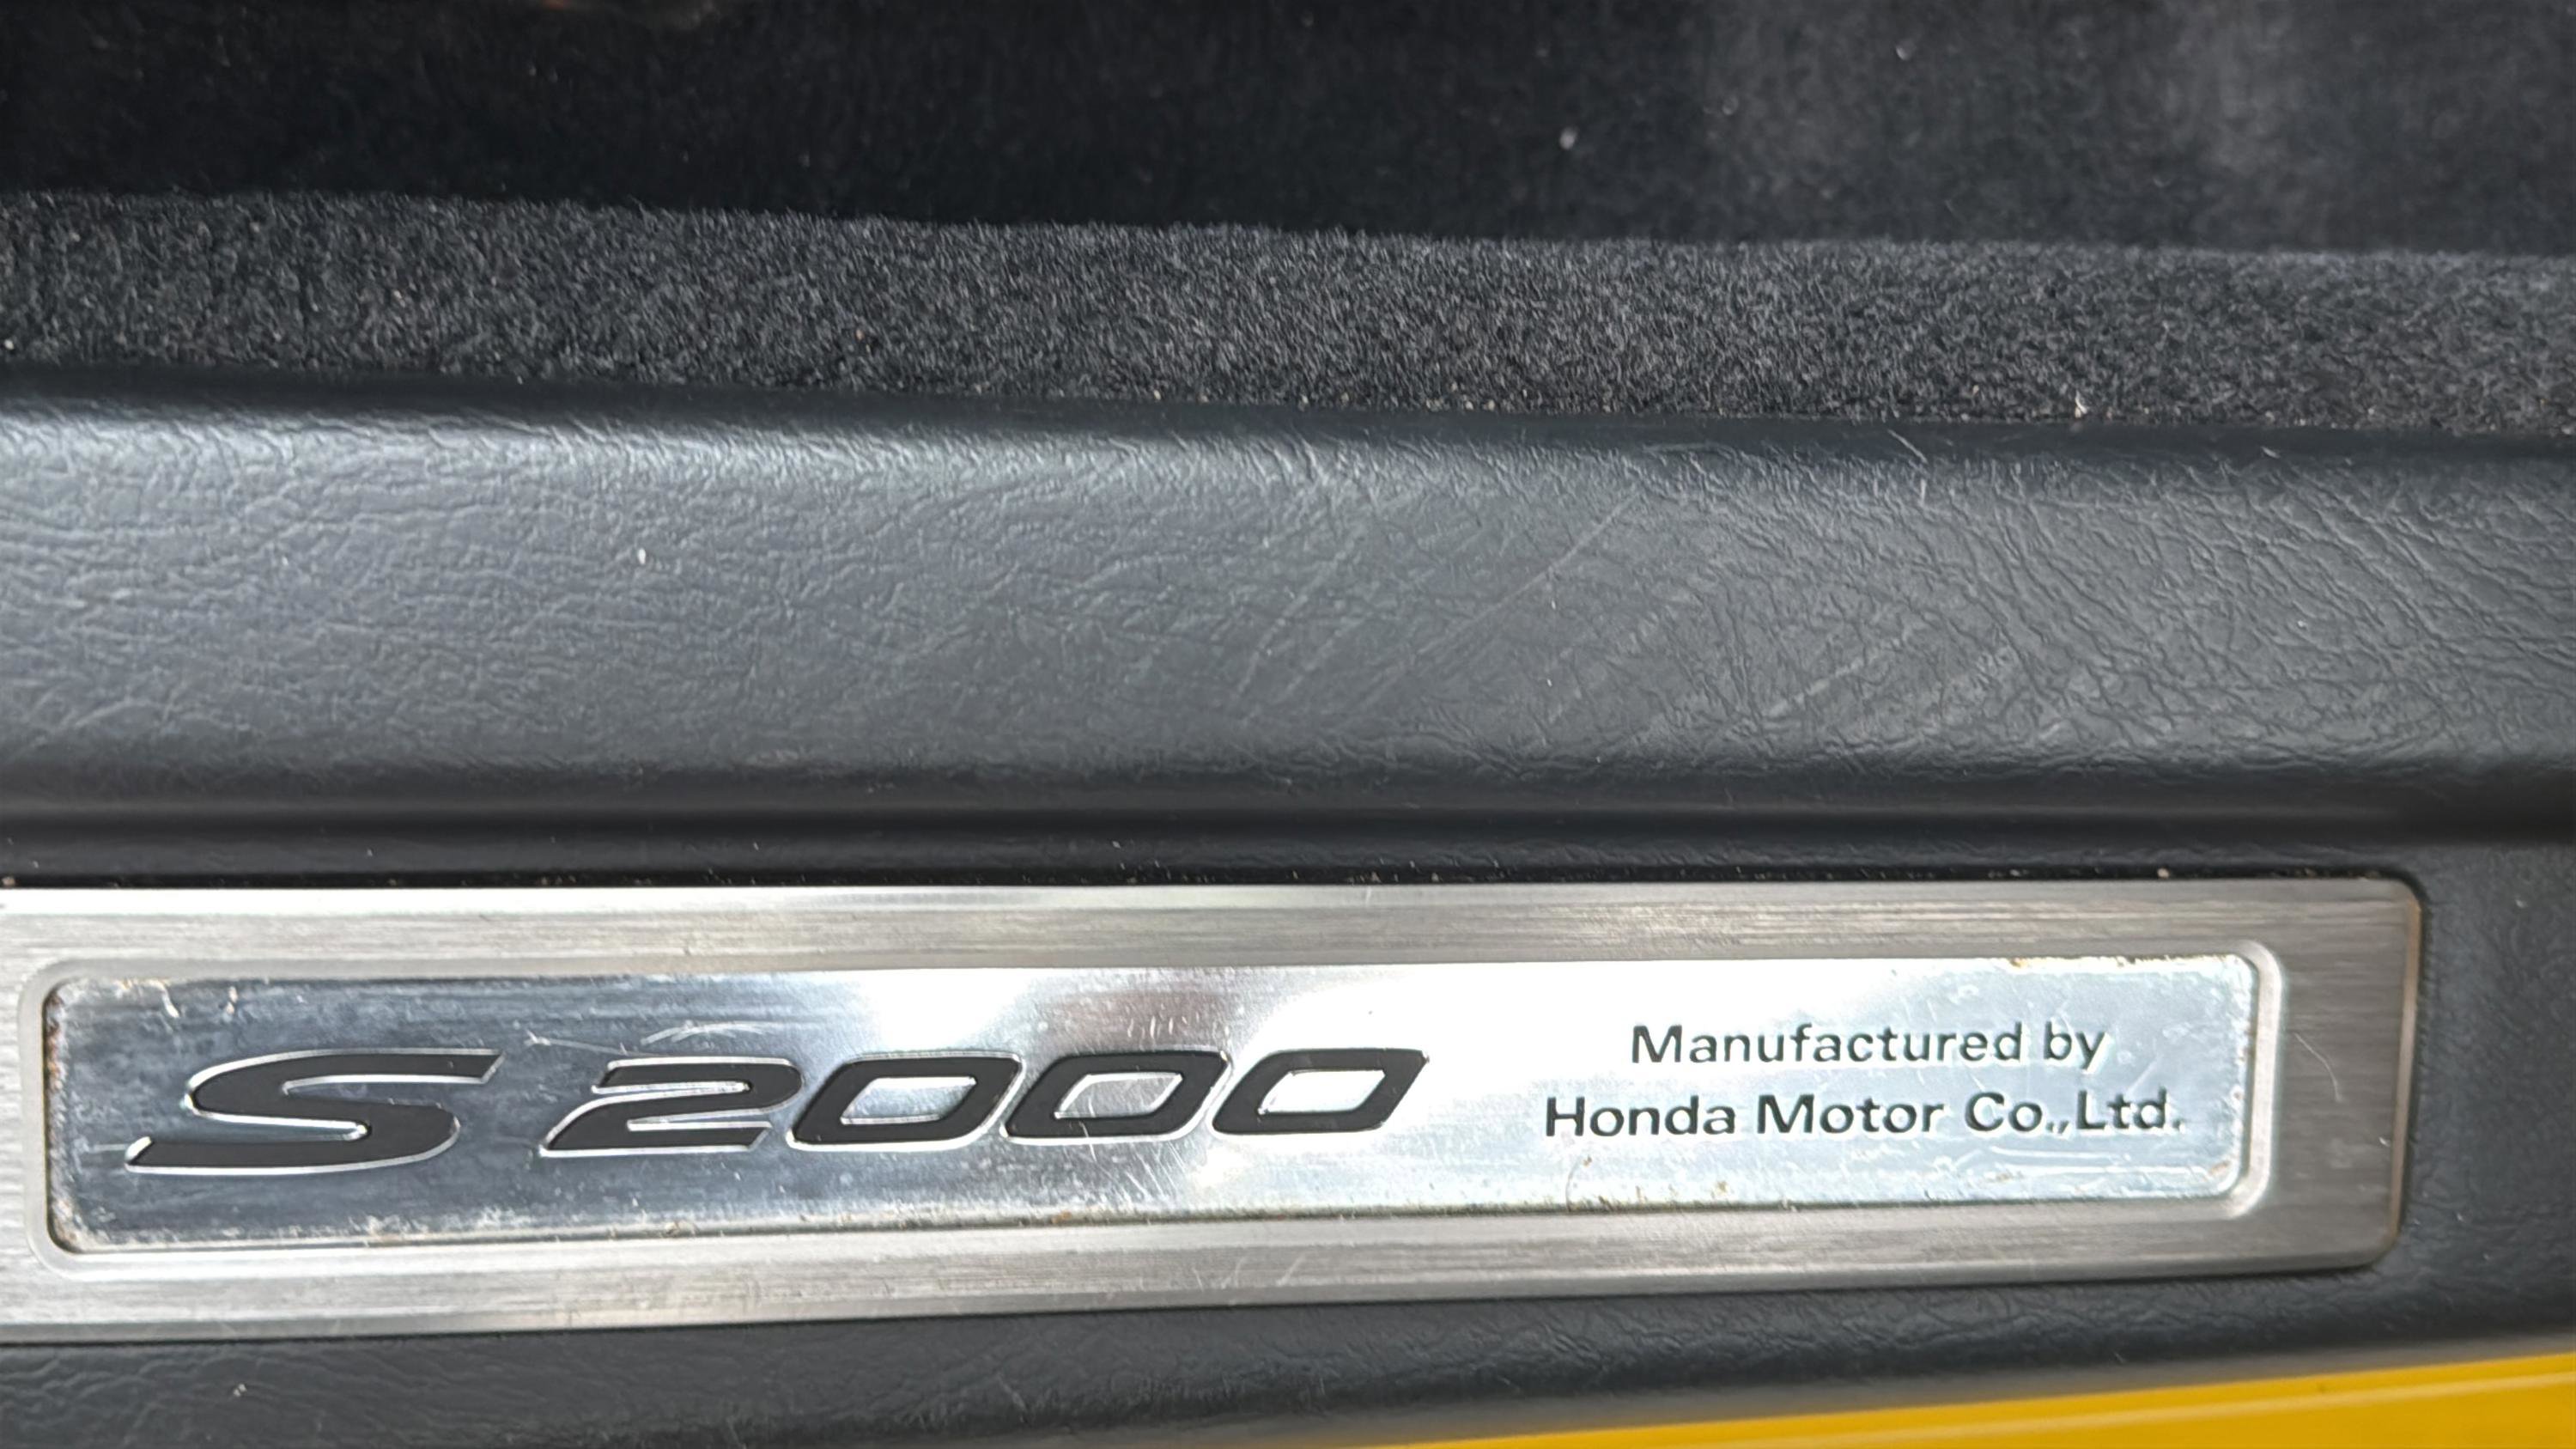 S2000
Manufactured by
Honda Motor Co.,Ltd.